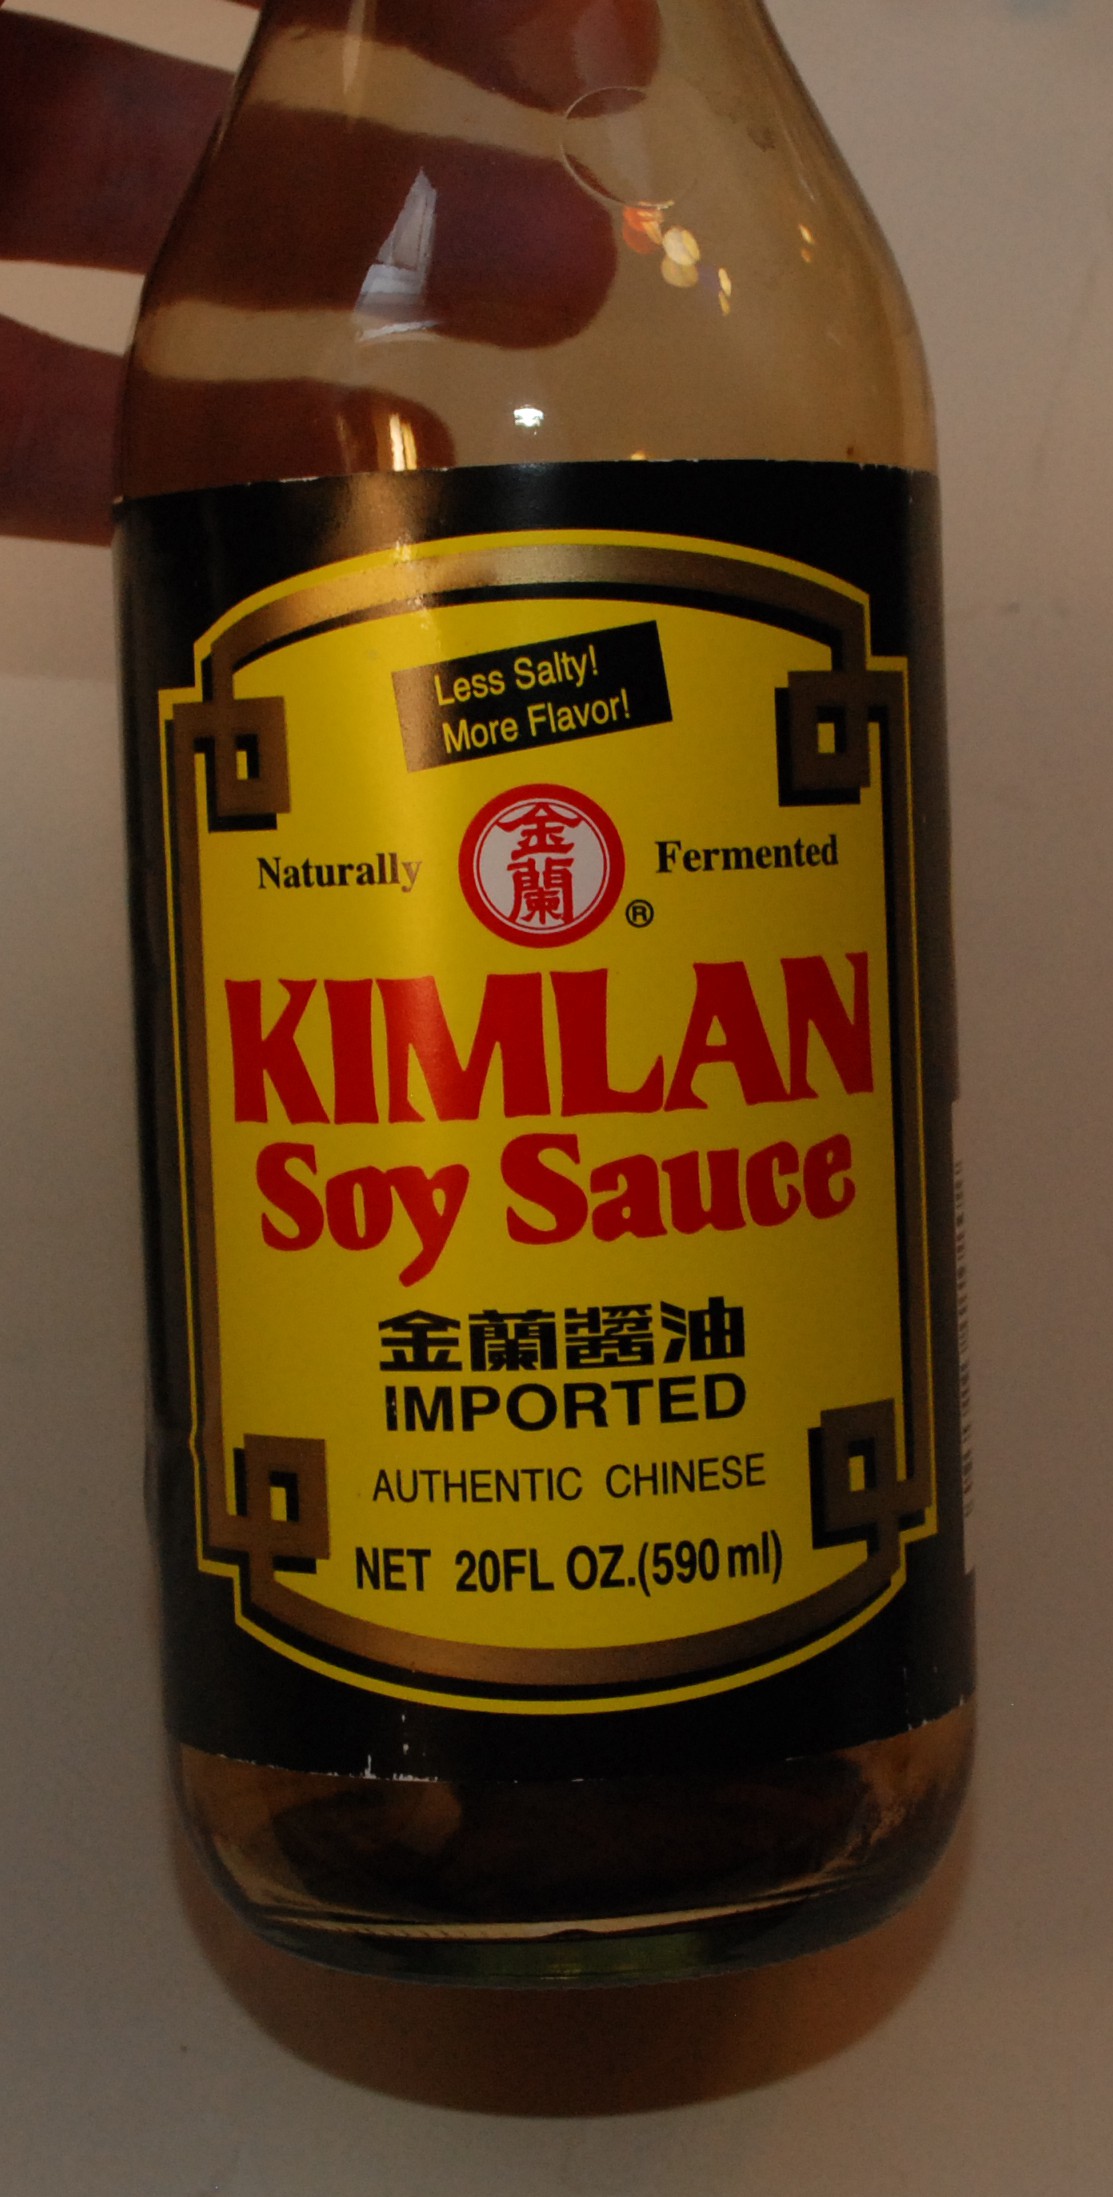 Less Salty!
More Flavor!
金
蘭
Naturally Fermented
®
KIMLAN
Soy Sauce
金蘭醬油
IMPORTED
AUTHENTIC CHINESE
NET 20FL OZ.(590 ml)